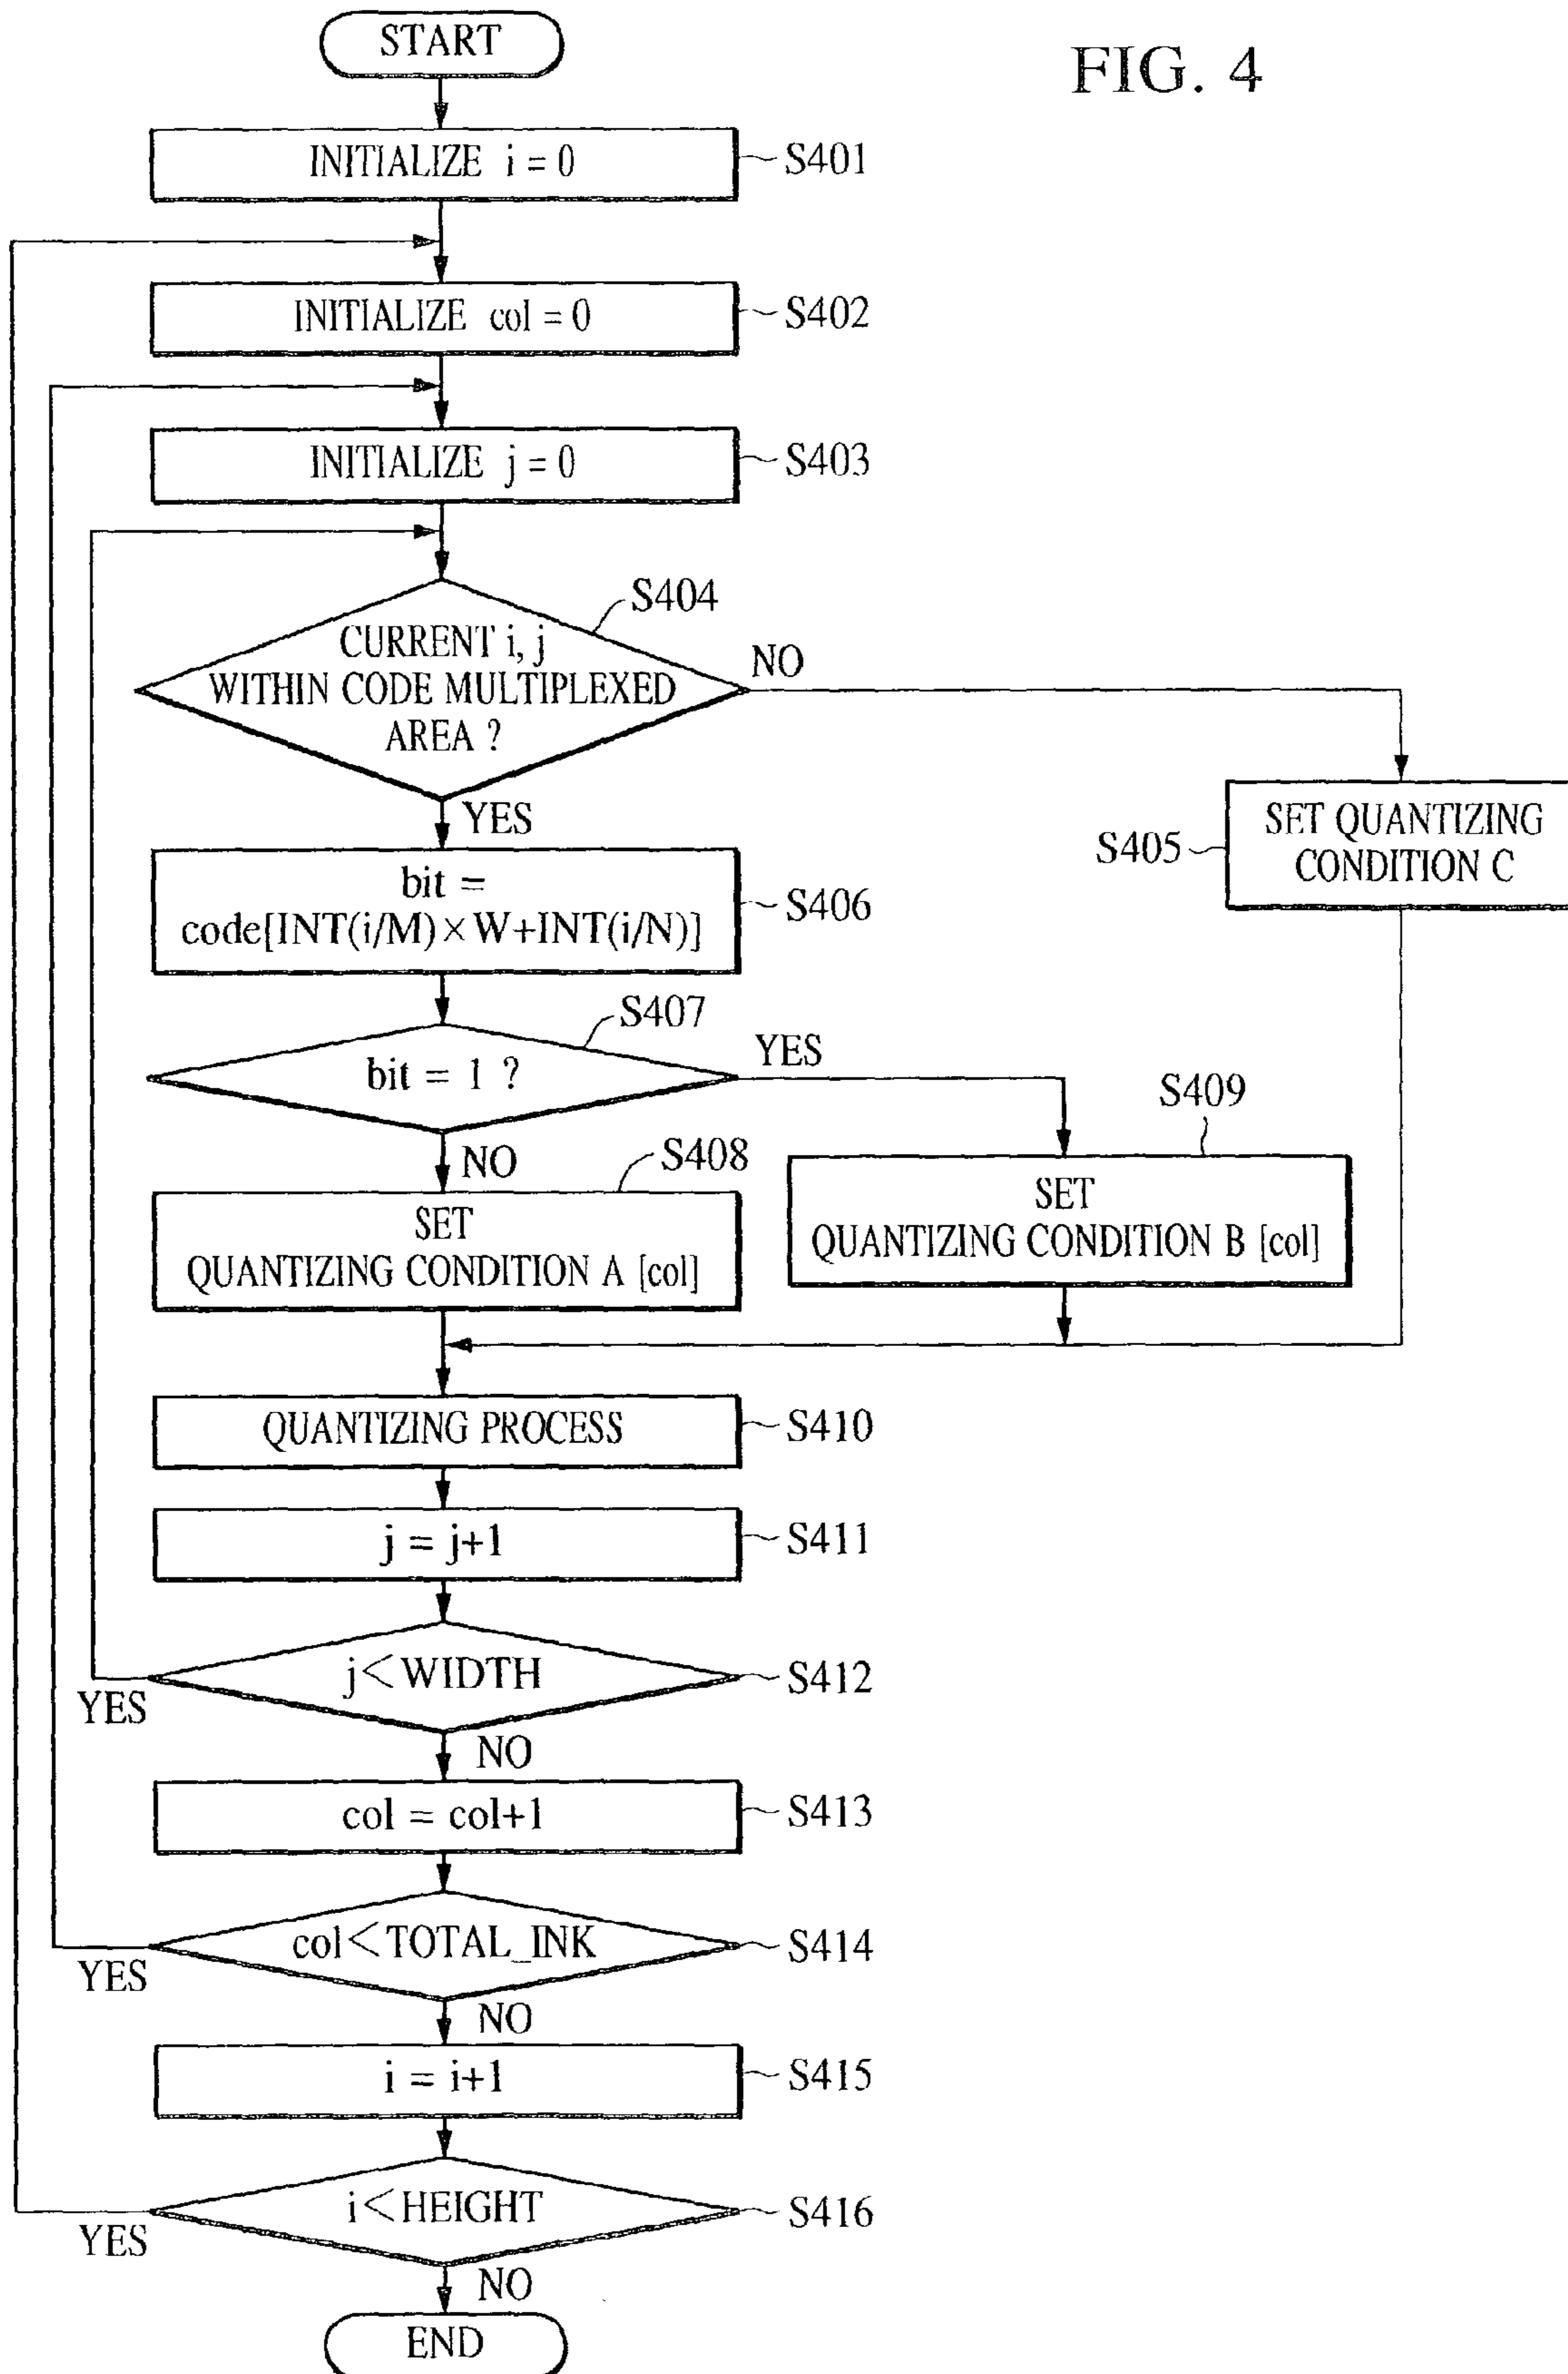 START
FIG. 4
INITIALIZE i = 0
S401
INITIALIZE col = 0
S402
INITIALIZE j = 0
S403
S404
CURRENT i, j
WITHIN CODE MULTIPLEXED
AREA ?
NO
YES
S405
SET QUANTIZING
CONDITION C
bit =
code[INT(i/M)×W+INT(i/N)]
S406
S407
bit = 1 ?
YES
NO
S408
SET
QUANTIZING CONDITION A [col]
S409
SET
QUANTIZING CONDITION B [col]
QUANTIZING PROCESS
S410
j = j+1
S411
j<WIDTH
S412
YES
NO
col = col+1
S413
col<TOTAL_INK
S414
YES
NO
i = i+1
S415
i<HEIGHT
S416
YES
NO
END